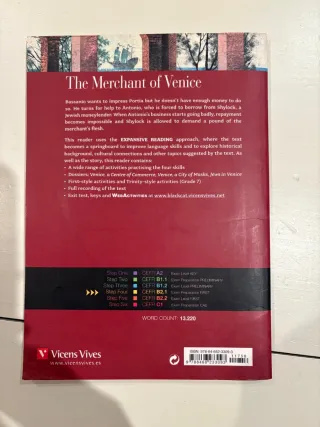 The Merchant of Venice
Bassanio wants to impress Portia but he doesn't have enough money to do
so. He turns for help to Antonio, who is forced to borrow from Shylock, a
Jewish moneylender. When Antonio's business starts going badly, repayment
becomes impossible and Shylock is allowed to demand a pound of the
merchant's flesh.
This reader uses the EXPANSIVE READING approach, where the text
becomes a springboard to improve language skills and to explore historical
background, cultural connections and other topics suggested by the text. As
well as the story, this reader contains:
• A wide range of activities practising the four skills
• Dossiers: Venice, a Centre of Commerce, Venice, a City of Masks, Jews in Venice
• First-style activities and Trinity-style activities (Grade 7)
• Full recording of the text
• Exit test, keys and WEBACTIVITIES at www.blackcat.vicensvives.net
Step One CEFR A2
Step Two CEFR B1.1
Step Three CEFR B1.2
Step Four CEFR B2.1
Step Five CEFR B2.2
Step Six CEFR C1
WORD COUNT 13.220
Vicens Vives
www.vicensvives.es